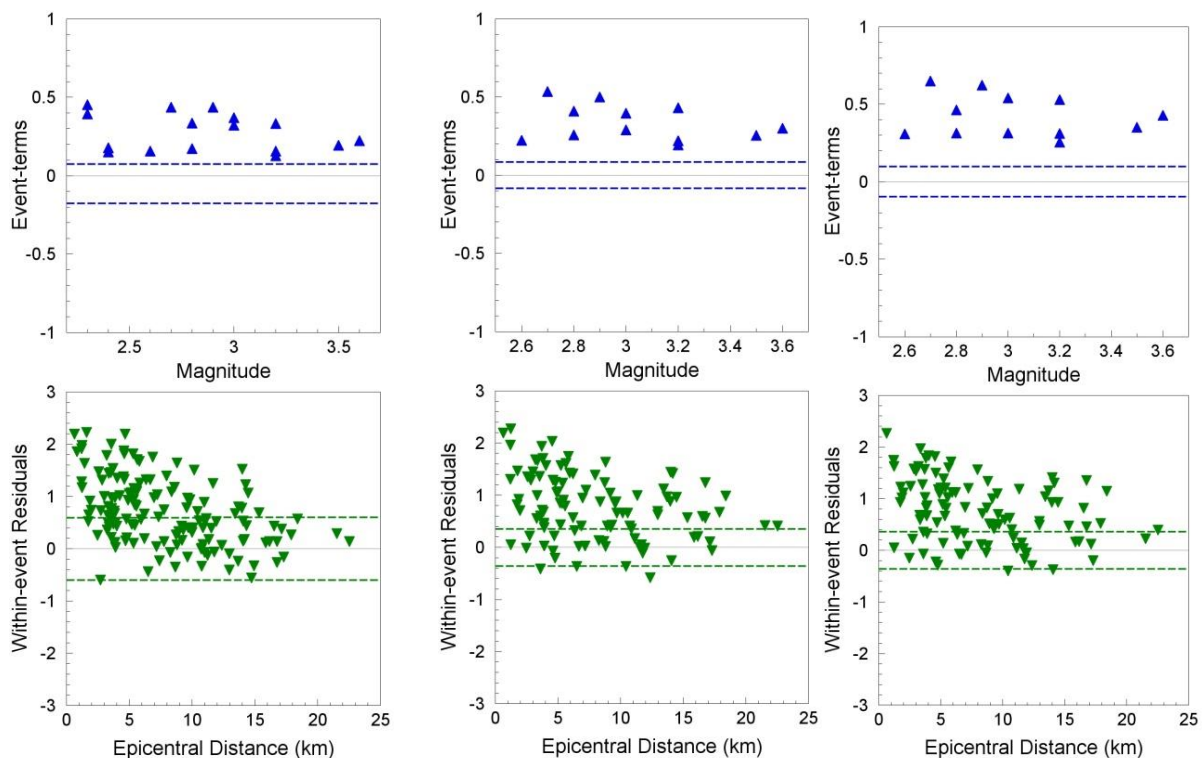 1
0.5
0
-0.5
-1
Event-terms
2.5 3 3.5
Magnitude
1
0.5
0
-0.5
-1
Event-terms
2.6 2.8 3 3.2 3.4 3.6
Magnitude
1
0.5
0
-0.5
-1
Event-terms
2.6 2.8 3 3.2 3.4 3.6
Magnitude
3
2
1
0
-1
-2
-3
Within-event Residuals
0 5 10 15 20 25
Epicentral Distance (km)
3
2
1
0
-1
-2
-3
Within-event Residuals
0 5 10 15 20 25
Epicentral Distance (km)
3
2
1
0
-1
-2
-3
Within-event Residuals
0 5 10 15 20 25
Epicentral Distance (km)